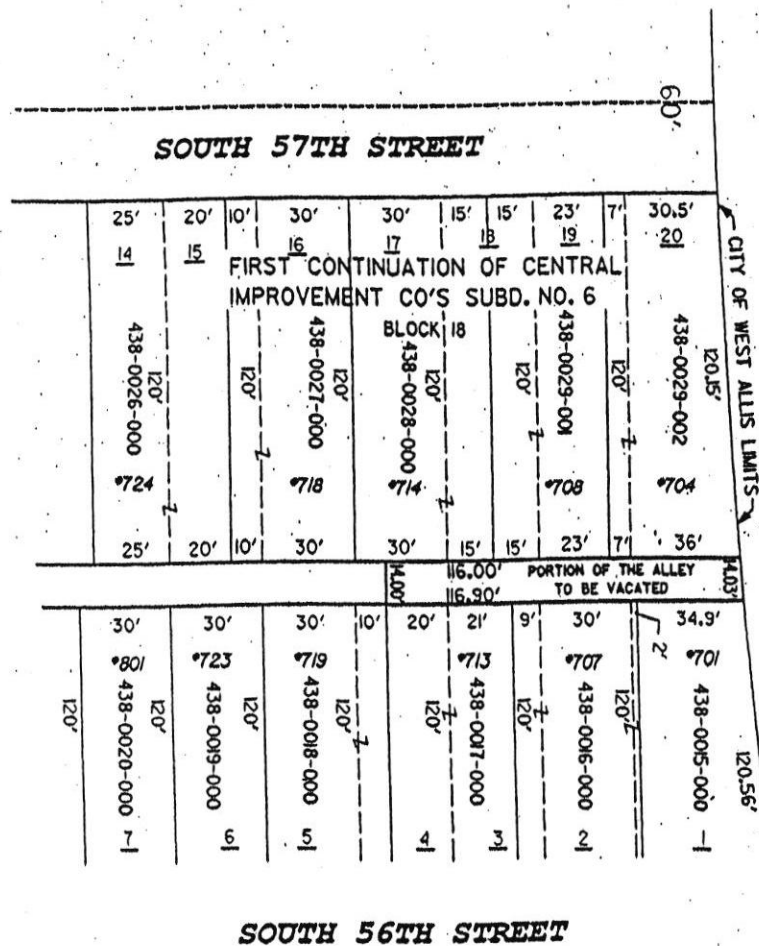 60'
SOUTH 57TH STREET
25' 20' 10' 30' 30' 15' 15' 23' 7' 30.5'
14 15 16 17 18 19 20
FIRST CONTINUATION OF CENTRAL
IMPROVEMENT CO'S SUBD. NO. 6
BLOCK 18
CITY OF WEST ALLIS LIMITS
438-0026-000
120'
120'
438-0027-000
120'
438-0028-000
120'
120'
438-0029-001
120'
438-0029-002
120.15'
*724 *718 *714 *708 *704
25' 20' 10' 30' 30' 15' 15' 23' 7' 36'
14.00'
116.00'
116.90'
PORTION OF THE ALLEY
TO BE VACATED
14.03'
30' 30' 30' 10' 20' 21' 9' 30' 2' 34.9'
*801 *723 *719 *713 *707 *701
120'
438-0020-000
120'
438-0019-000
120'
438-0018-000
120'
120'
438-0017-000
120'
438-0016-000
120'
438-0015-000
120.56'
7 6 5 4 3 2 1
SOUTH 56TH STREET